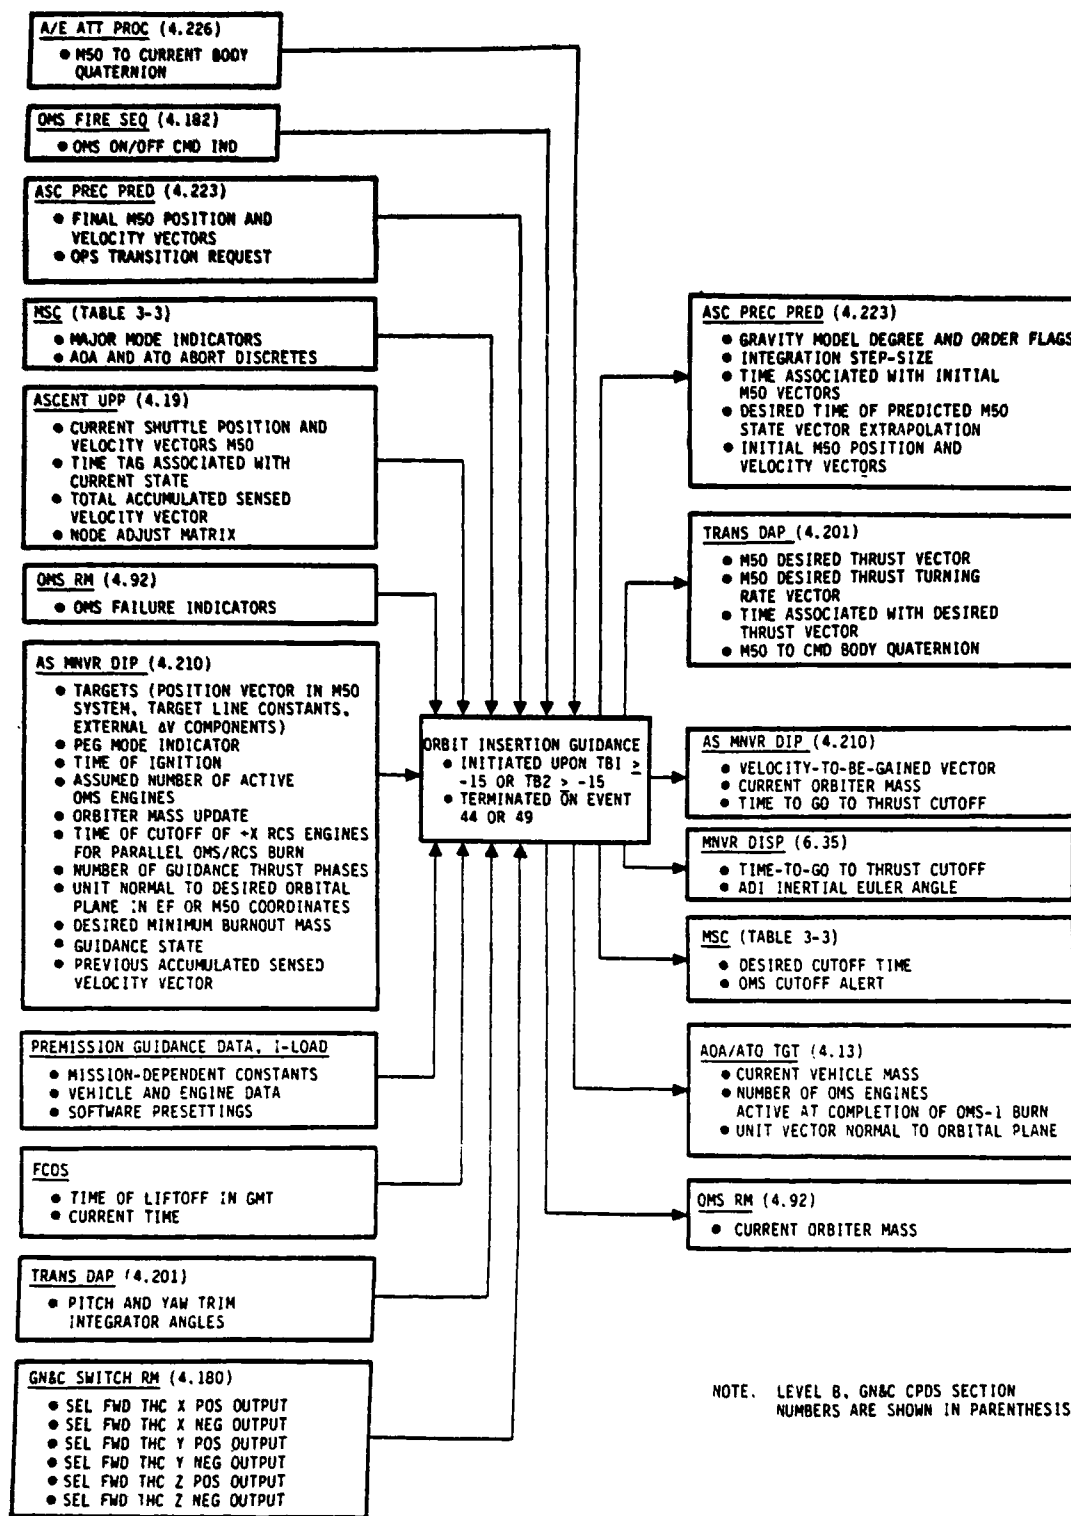 A/E ATT PROC (4.226)
● M50 TO CURRENT BODY
QUATERNION
OMS FIRE SEQ (4.182)
● OMS ON/OFF CMD IND
ASC PREC PRED (4.223)
● FINAL M50 POSITION AND
VELOCITY VECTORS
● OPS TRANSITION REQUEST
MSC (TABLE 3-3)
● MAJOR MODE INDICATORS
● AOA AND ATO ABORT DISCRETES
ASCENT UPP (4.19)
● CURRENT SHUTTLE POSITION AND
VELOCITY VECTORS M50
● TIME TAG ASSOCIATED WITH
CURRENT STATE
● TOTAL ACCUMULATED SENSED
VELOCITY VECTOR
● NODE ADJUST MATRIX
OMS RM (4.92)
● OMS FAILURE INDICATORS
AS MNVR DIP (4.210)
● TARGETS (POSITION VECTOR IN M50
SYSTEM, TARGET LINE CONSTANTS,
EXTERNAL ΔV COMPONENTS)
● PEG MODE INDICATOR
● TIME OF IGNITION
● ASSUMED NUMBER OF ACTIVE
OMS ENGINES
● ORBITER MASS UPDATE
● TIME OF CUTOFF OF +X RCS ENGINES
FOR PARALLEL OMS/RCS BURN
● NUMBER OF GUIDANCE THRUST PHASES
● UNIT NORMAL TO DESIRED ORBITAL
PLANE IN EF OR M50 COORDINATES
● DESIRED MINIMUM BURNOUT MASS
● GUIDANCE STATE
● PREVIOUS ACCUMULATED SENSED
VELOCITY VECTOR
PREMISSION GUIDANCE DATA, I-LOAD
● MISSION-DEPENDENT CONSTANTS
● VEHICLE AND ENGINE DATA
● SOFTWARE PRESETTINGS
FCOS
● TIME OF LIFTOFF IN GMT
● CURRENT TIME
TRANS DAP (4.201)
● PITCH AND YAW TRIM
INTEGRATOR ANGLES
GN&C SWITCH RM (4.180)
● SEL FWD THC X POS OUTPUT
● SEL FWD THC X NEG OUTPUT
● SEL FWD THC Y POS OUTPUT
● SEL FWD THC Y NEG OUTPUT
● SEL FWD THC Z POS OUTPUT
● SEL FWD THC Z NEG OUTPUT
ORBIT INSERTION GUIDANCE
● INITIATED UPON TB1 ≥
-15 OR TB2 ≥ -15
● TERMINATED ON EVENT
44 OR 49
ASC PREC PRED (4.223)
● GRAVITY MODEL DEGREE AND ORDER FLAGS
● INTEGRATION STEP-SIZE
● TIME ASSOCIATED WITH INITIAL
M50 VECTORS
● DESIRED TIME OF PREDICTED M50
STATE VECTOR EXTRAPOLATION
● INITIAL M50 POSITION AND
VELOCITY VECTORS
TRANS DAP (4.201)
● M50 DESIRED THRUST VECTOR
● M50 DESIRED THRUST TURNING
RATE VECTOR
● TIME ASSOCIATED WITH DESIRED
THRUST VECTOR
● M50 TO CMD BODY QUATERNION
AS MNVR DIP (4.210)
● VELOCITY-TO-BE-GAINED VECTOR
● CURRENT ORBITER MASS
● TIME TO GO TO THRUST CUTOFF
MNVR DISP (6.35)
● TIME-TO-GO TO THRUST CUTOFF
● ADI INERTIAL EULER ANGLE
MSC (TABLE 3-3)
● DESIRED CUTOFF TIME
● OMS CUTOFF ALERT
AOA/ATO TGT (4.13)
● CURRENT VEHICLE MASS
● NUMBER OF OMS ENGINES
ACTIVE AT COMPLETION OF OMS-1 BURN
● UNIT VECTOR NORMAL TO ORBITAL PLANE
OMS RM (4.92)
● CURRENT ORBITER MASS
NOTE. LEVEL B, GN&C CPDS SECTION
NUMBERS ARE SHOWN IN PARENTHESIS